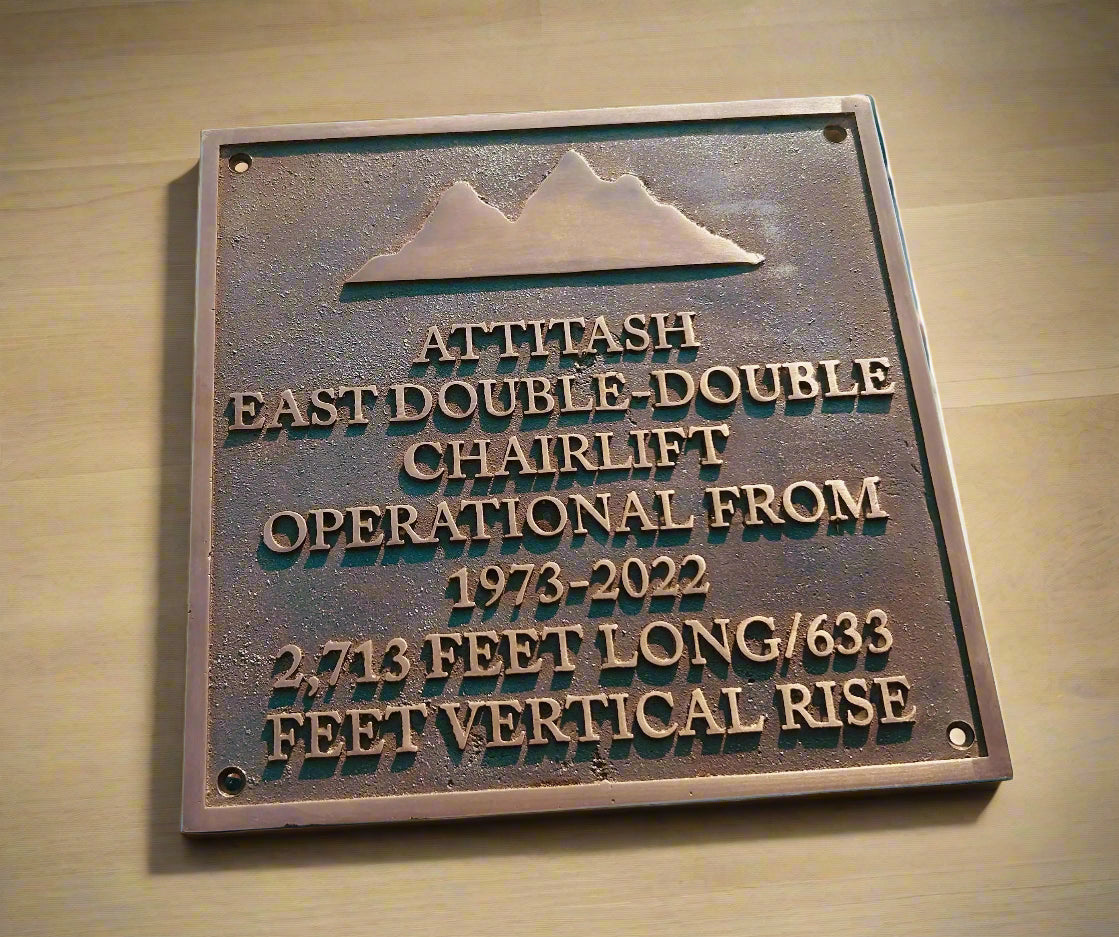 ATTITASH
EAST DOUBLE-DOUBLE
CHAIRLIFT
OPERATIONAL FROM
1973-2022
2,713 FEET LONG/633
FEET VERTICAL RISE